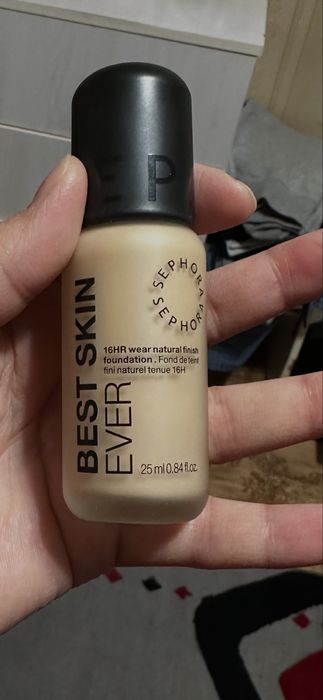 E P
SEPHORA
SEPHORA
BEST SKIN
EVER
16HR wear natural finish
foundation. Fond de teint
fini naturel tenue 16H
25 ml 0.84 fl.oz.